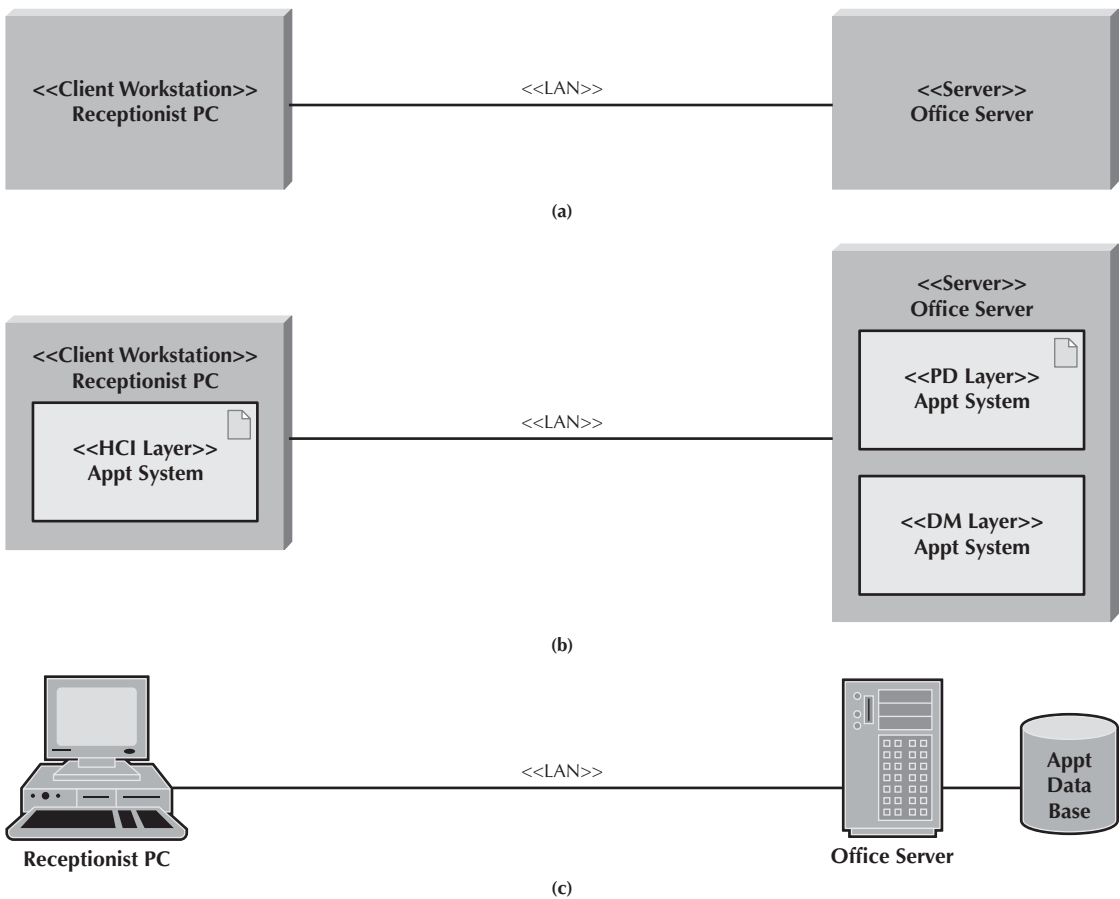 <<Client Workstation>>
Receptionist PC
<<LAN>>
<<Server>>
Office Server
(a)
<<Client Workstation>>
Receptionist PC
<<HCI Layer>>
Appt System
<<LAN>>
<<Server>>
Office Server
<<PD Layer>>
Appt System
<<DM Layer>>
Appt System
(b)
<<LAN>>
Appt
Data
Base
Receptionist PC
Office Server
(c)